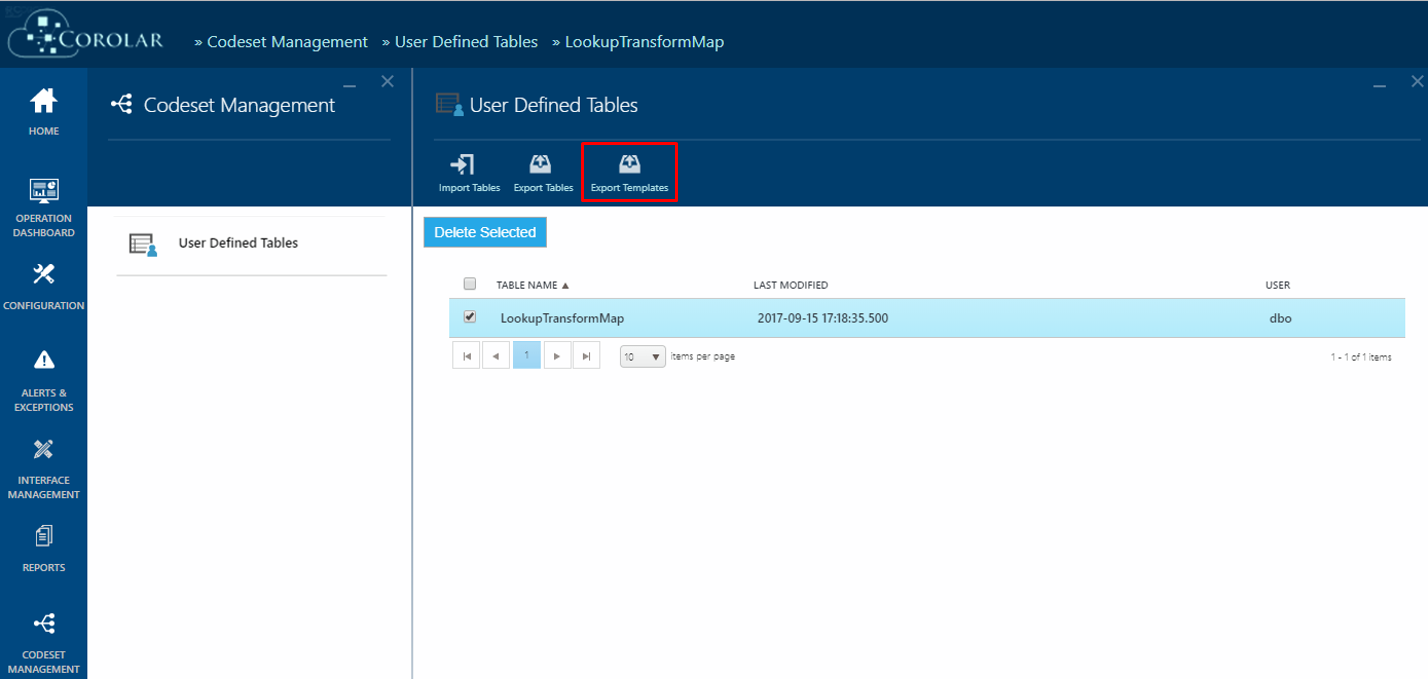 COROLAR
» Codeset Management » User Defined Tables » LookupTransformMap
HOME
OPERATION
DASHBOARD
CONFIGURATION
ALERTS &
EXCEPTIONS
INTERFACE
MANAGEMENT
REPORTS
CODESET
MANAGEMENT
Codeset Management
User Defined Tables
User Defined Tables
Import Tables Export Tables Export Templates
Delete Selected
TABLE NAME ▲ LAST MODIFIED USER
LookupTransformMap 2017-09-15 17:18:35.500 dbo
1 10 ▼ items per page 1 - 1 of 1 items